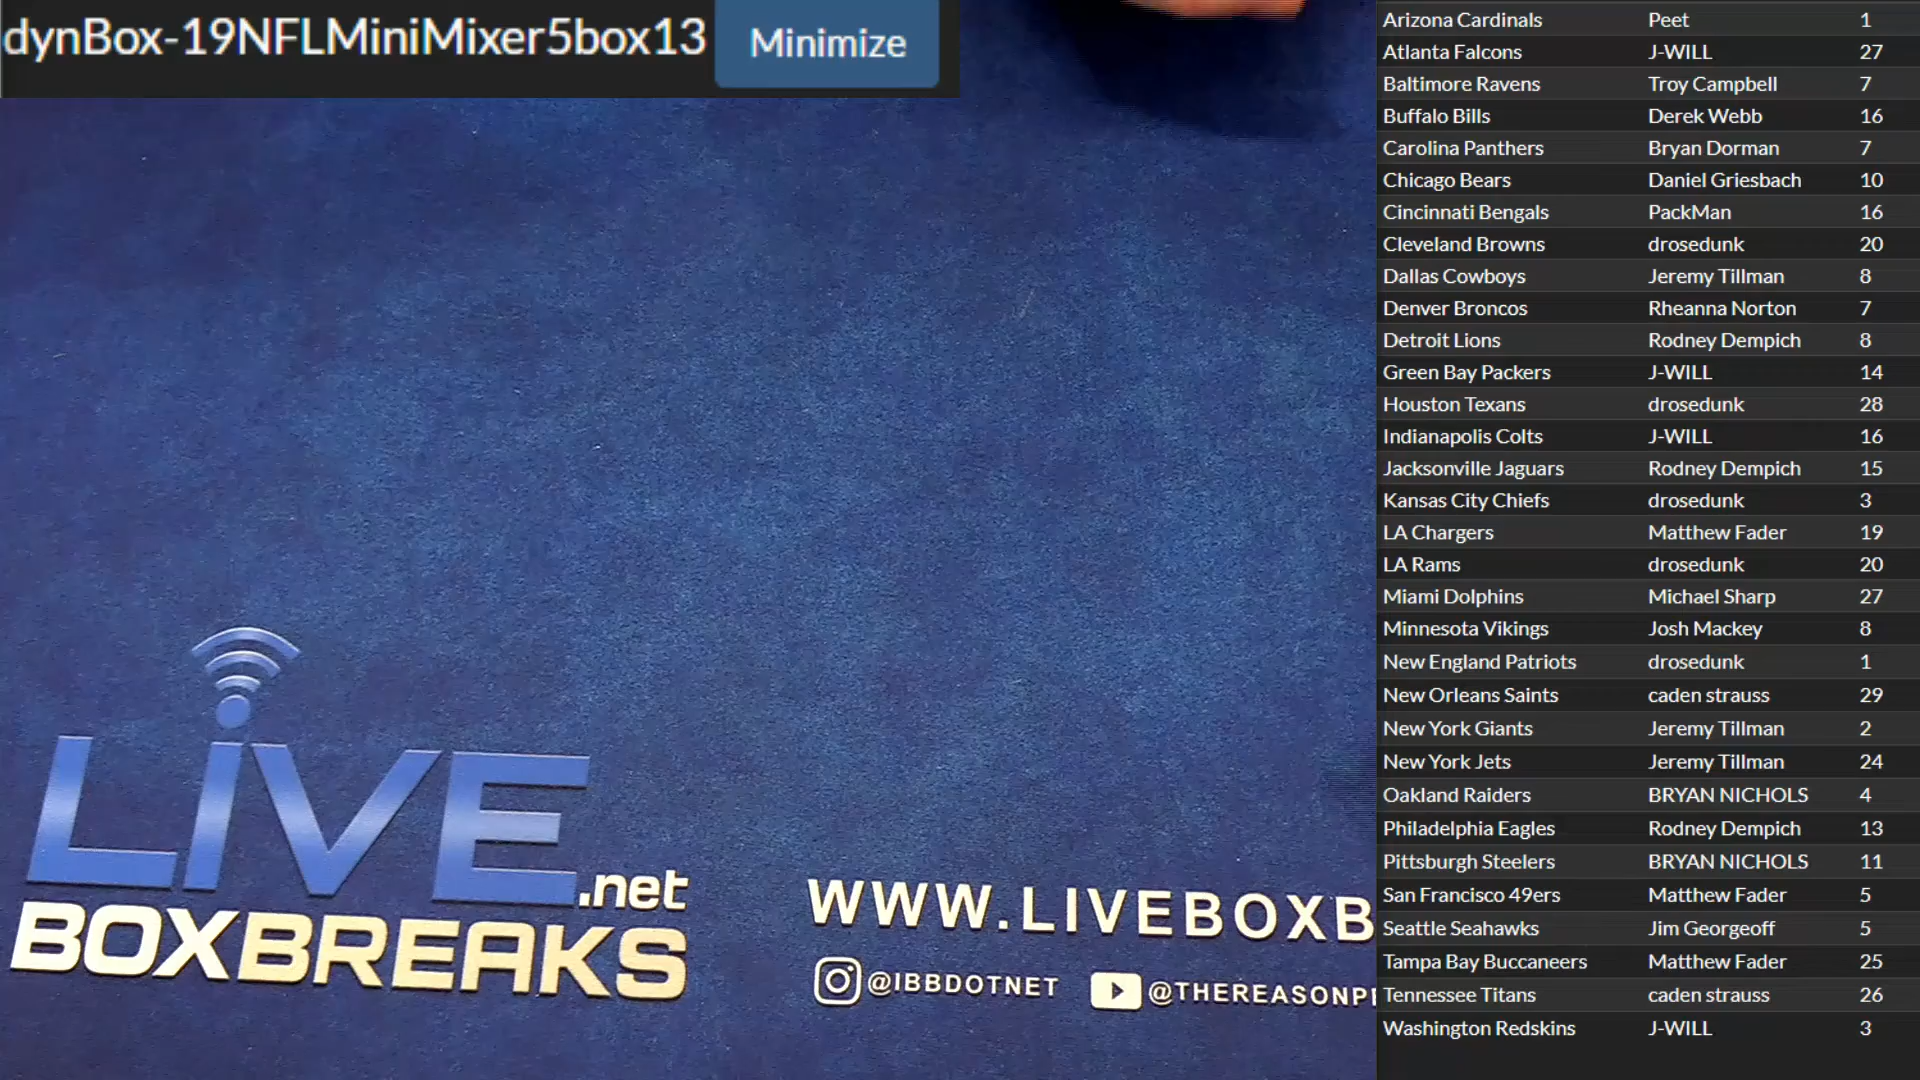 dynBox-19NFLMiniMixer5box13
Minimize
Arizona Cardinals Peet 1
Atlanta Falcons J-WILL 27
Baltimore Ravens Troy Campbell 7
Buffalo Bills Derek Webb 16
Carolina Panthers Bryan Dorman 7
Chicago Bears Daniel Griesbach 10
Cincinnati Bengals PackMan 16
Cleveland Browns drosedunk 20
Dallas Cowboys Jeremy Tillman 8
Denver Broncos Rheanna Norton 7
Detroit Lions Rodney Dempich 8
Green Bay Packers J-WILL 14
Houston Texans drosedunk 28
Indianapolis Colts J-WILL 16
Jacksonville Jaguars Rodney Dempich 15
Kansas City Chiefs drosedunk 3
LA Chargers Matthew Fader 19
LA Rams drosedunk 20
Miami Dolphins Michael Sharp 27
Minnesota Vikings Josh Mackey 8
New England Patriots drosedunk 1
New Orleans Saints caden strauss 29
New York Giants Jeremy Tillman 2
New York Jets Jeremy Tillman 24
Oakland Raiders BRYAN NICHOLS 4
Philadelphia Eagles Rodney Dempich 13
Pittsburgh Steelers BRYAN NICHOLS 11
San Francisco 49ers Matthew Fader 5
Seattle Seahawks Jim Georgeoff 5
Tampa Bay Buccaneers Matthew Fader 25
Tennessee Titans caden strauss 26
Washington Redskins J-WILL 3
LIVE.net
BOXBREAKS
WWW.LIVEBOXB
@IBBDOTNET @THEREASONP